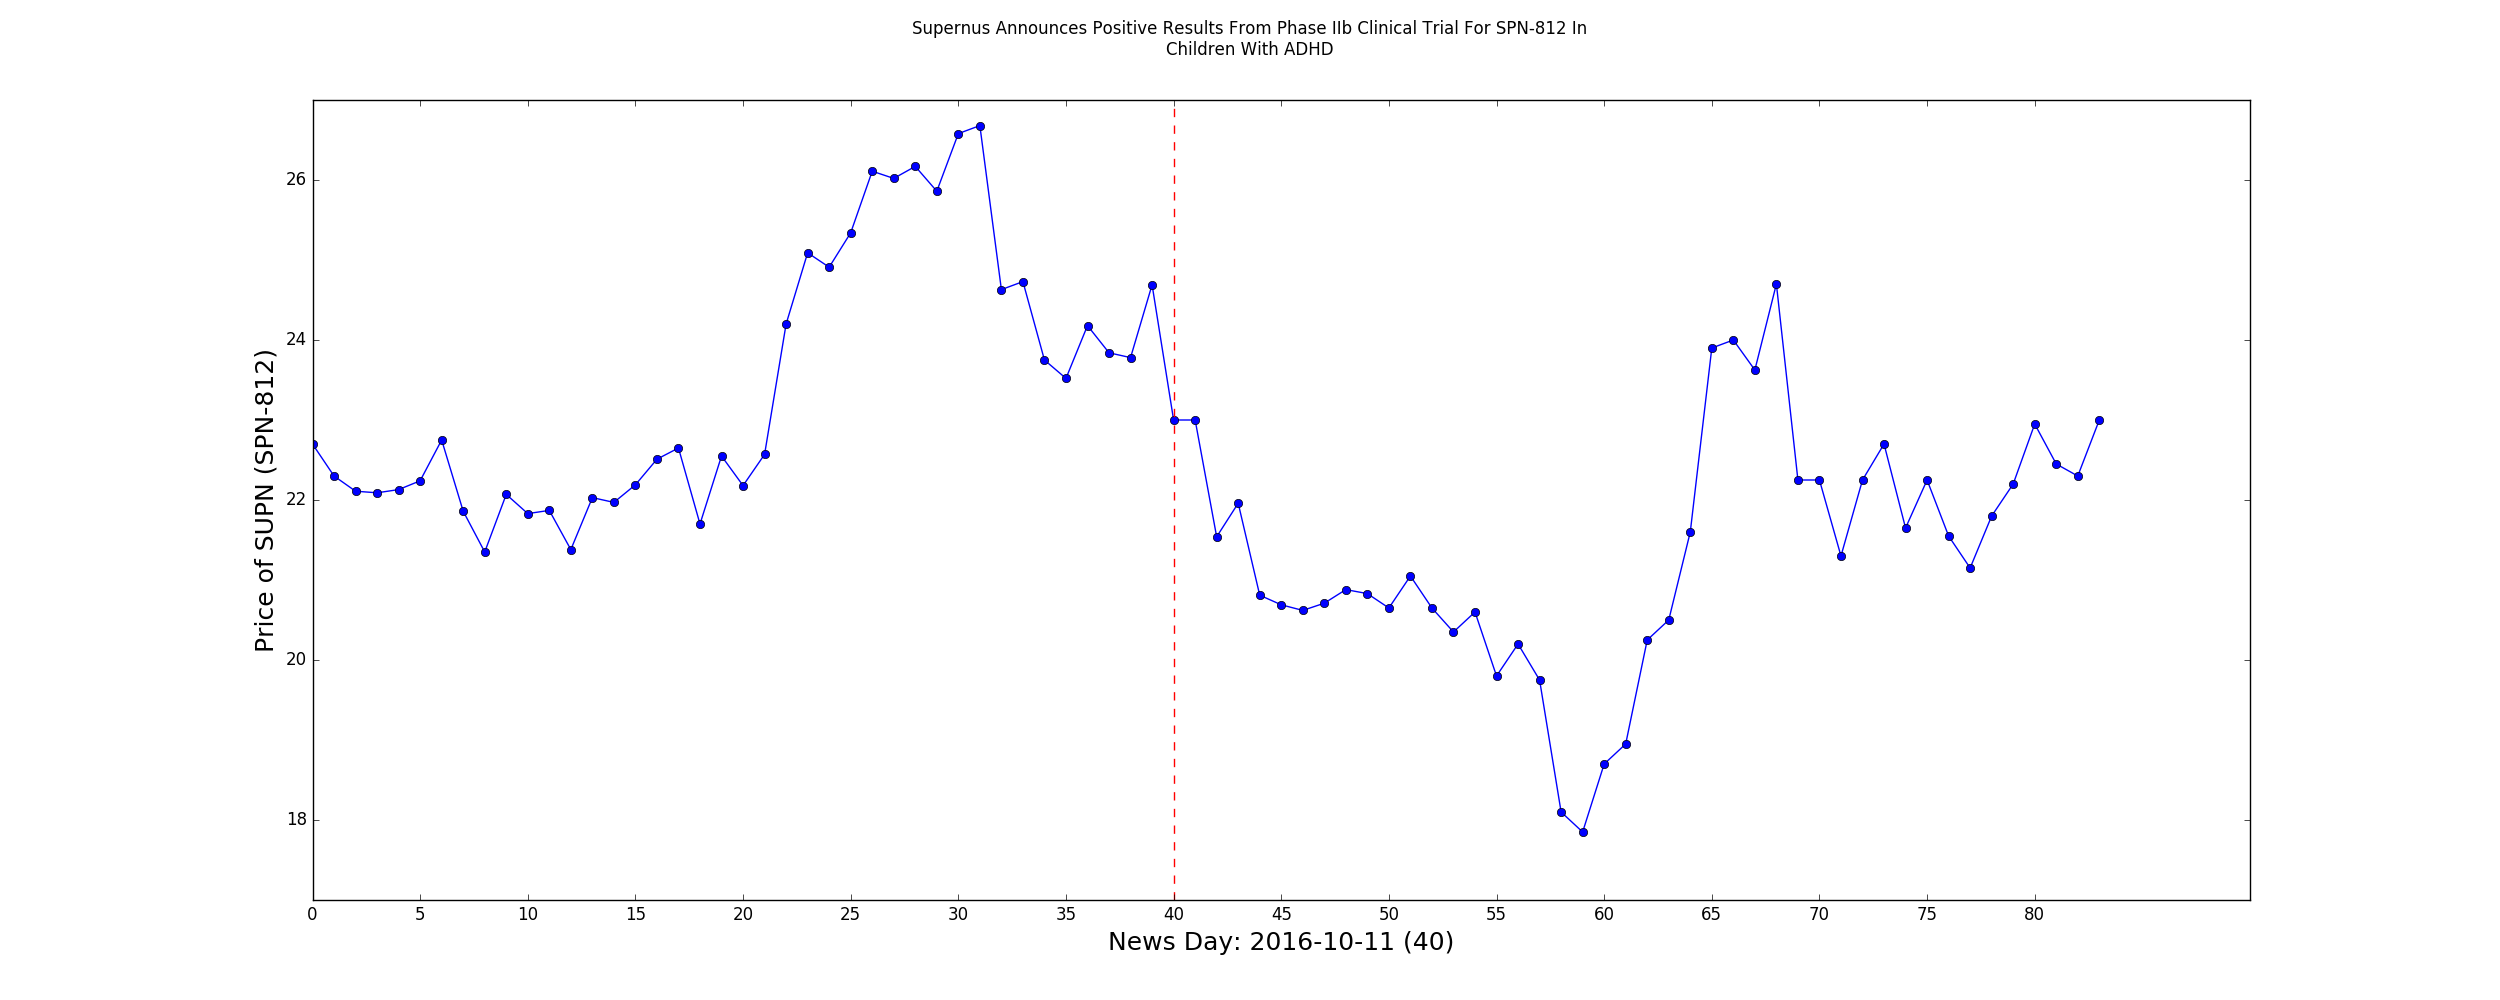 Supernus Announces Positive Results From Phase IIb Clinical Trial For SPN-812 In
Children With ADHD
Price of SUPN (SPN-812)
26
24
22
20
18
0 5 10 15 20 25 30 35 40 45 50 55 60 65 70 75 80
News Day: 2016-10-11 (40)